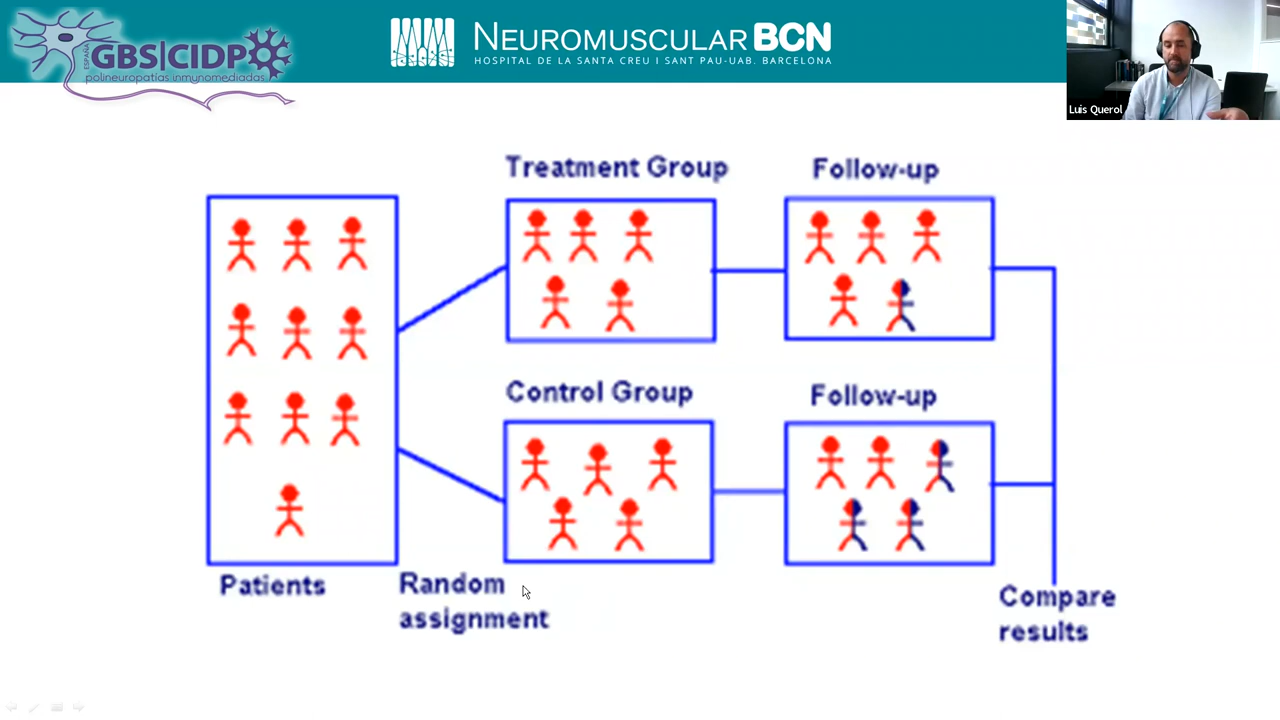 ESPAÑA
GBS|CIDP
polineuropatías inmunomediadas
NEUROMUSCULAR BCN
HOSPITAL DE LA SANTA CREU I SANT PAU-UAB. BARCELONA
Luis Querol
Treatment Group
Follow-up
Control Group
Follow-up
Patients
Random
assignment
Compare
results